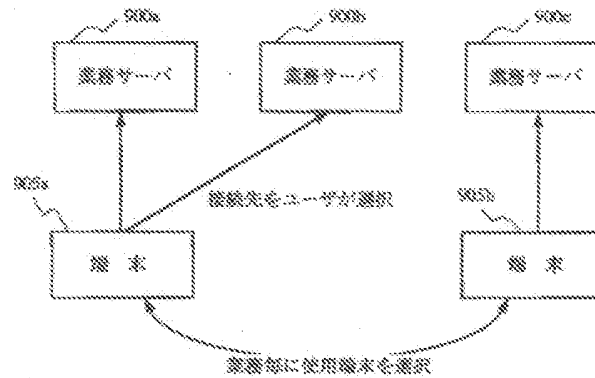 900a
900b
900c
業務サーバ
業務サーバ
業務サーバ
905a
接続先をユーザが選択
905b
端 末
端 末
業務毎に使用端末を選択